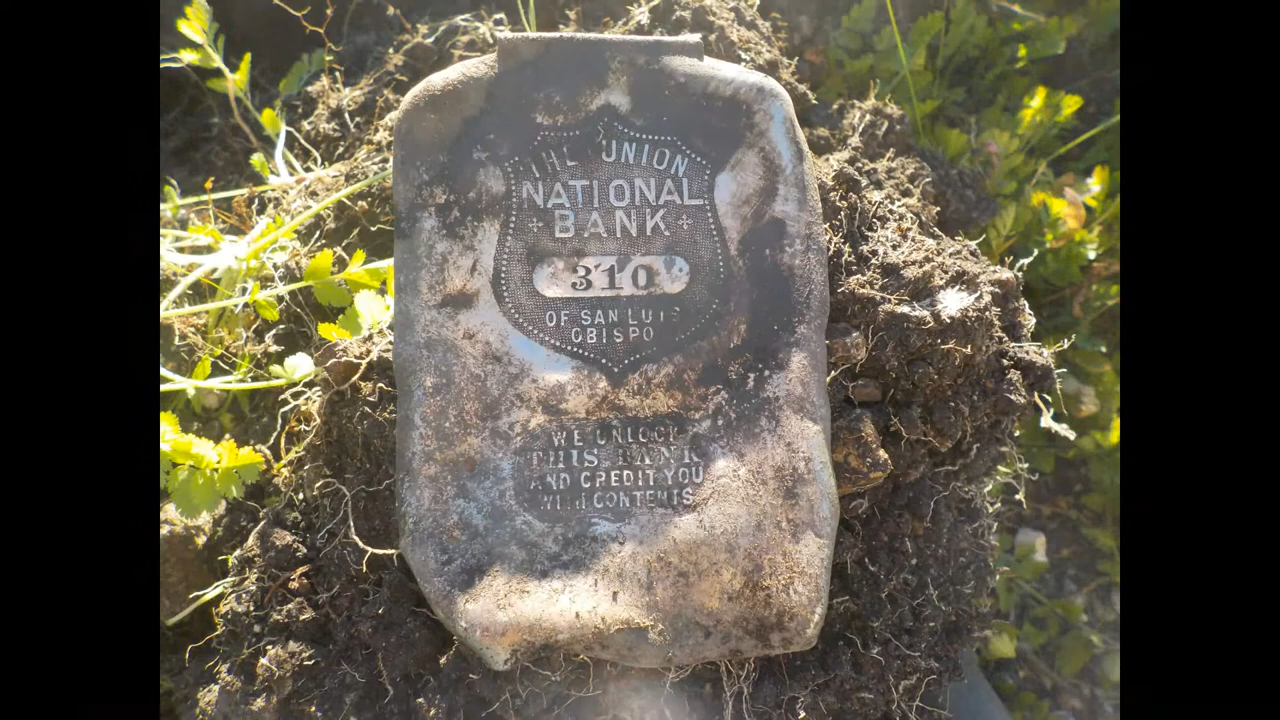 THE UNION
NATIONAL
BANK
310
OF SAN LUIS
OBISPO
WE UNLOCK
THIS BANK
AND CREDIT YOU
WITH CONTENTS